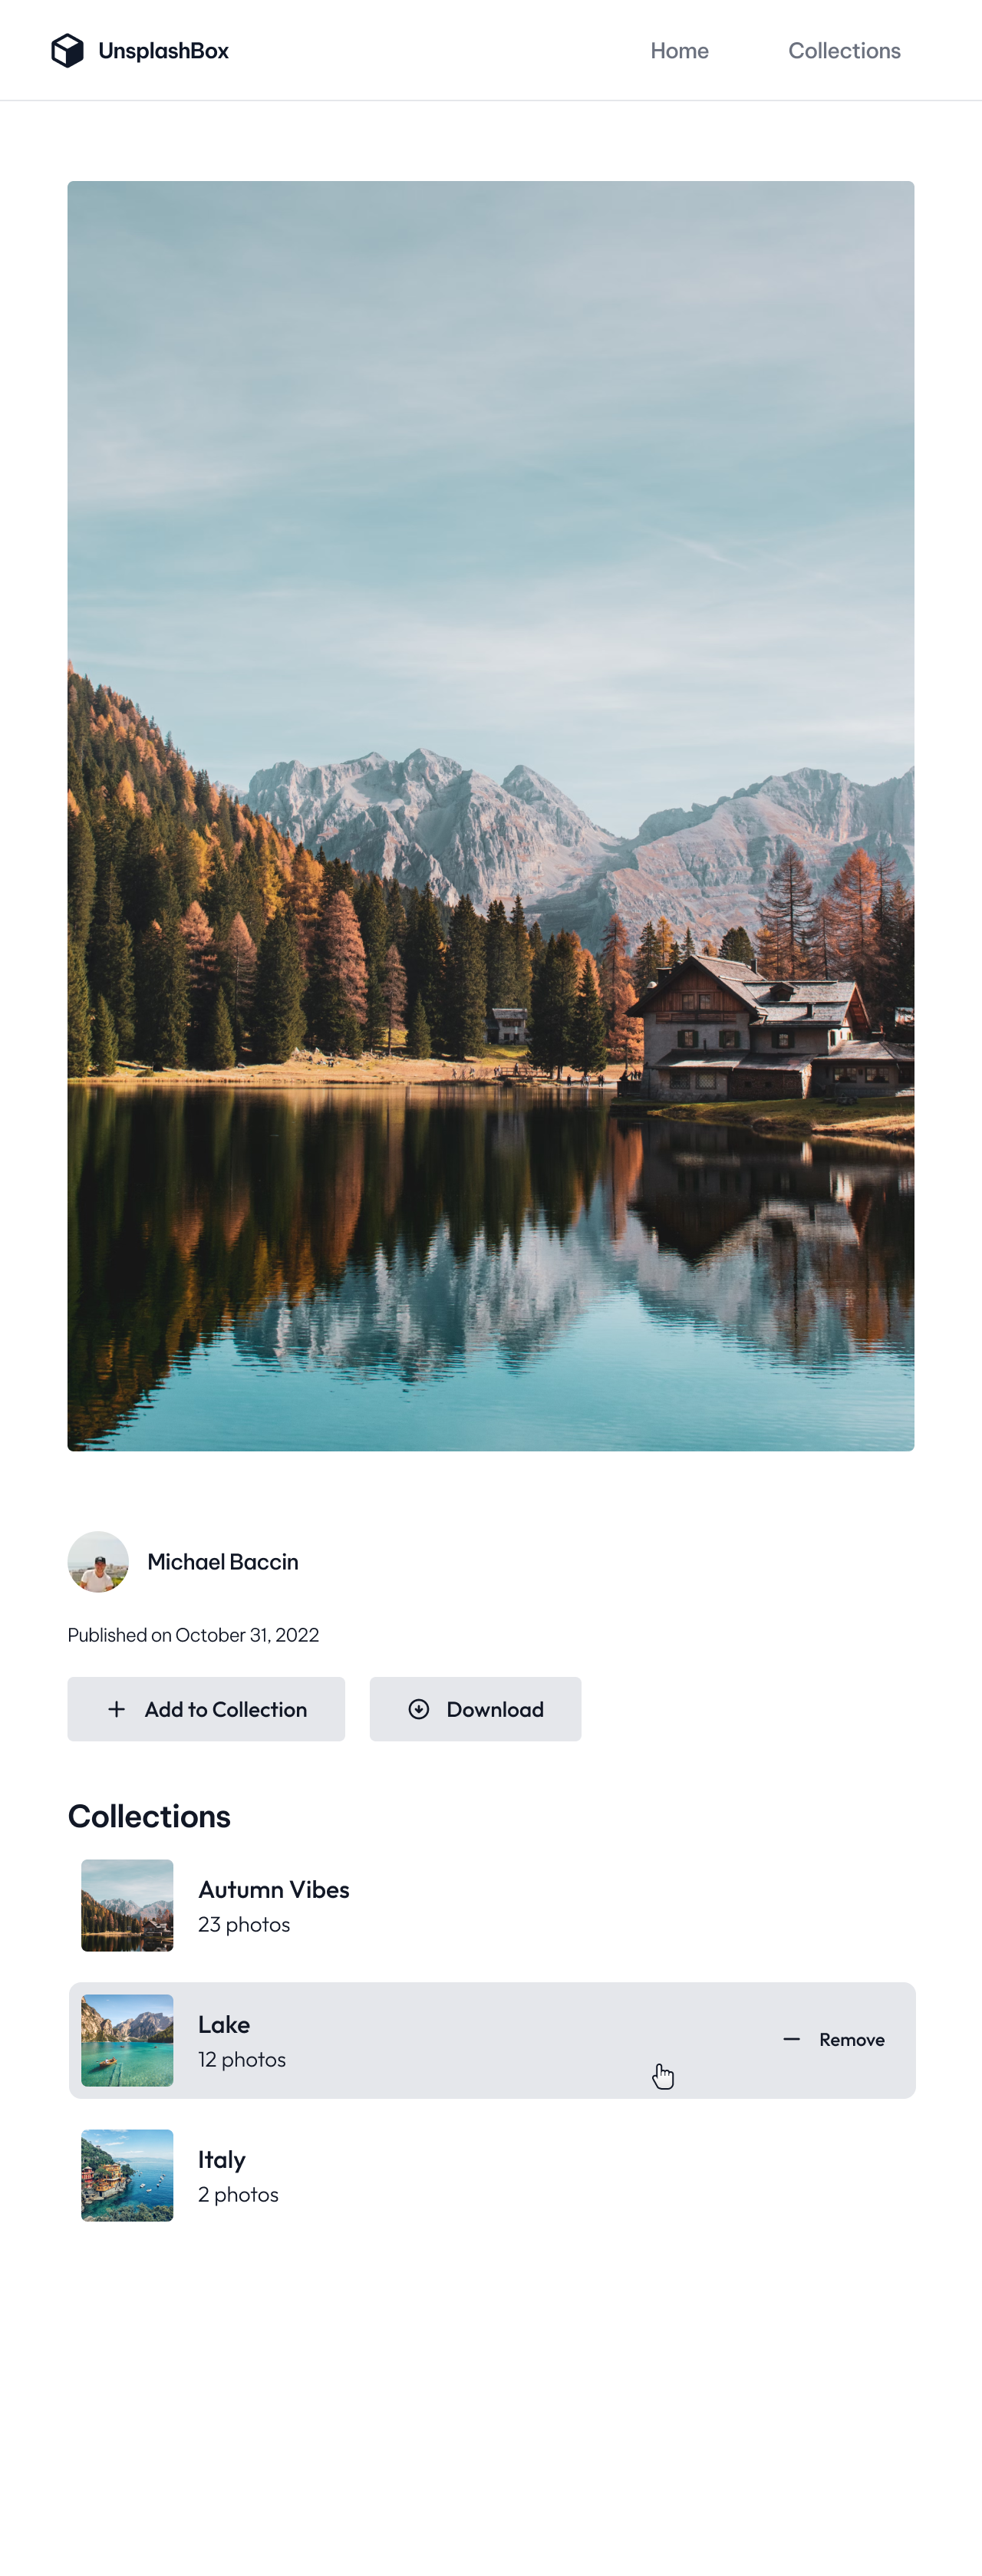 UnsplashBox
Home
Collections
Michael Baccin
Published on October 31, 2022
Add to Collection
Download
Collections
Autumn Vibes
23 photos
Lake
12 photos
Remove
Italy
2 photos